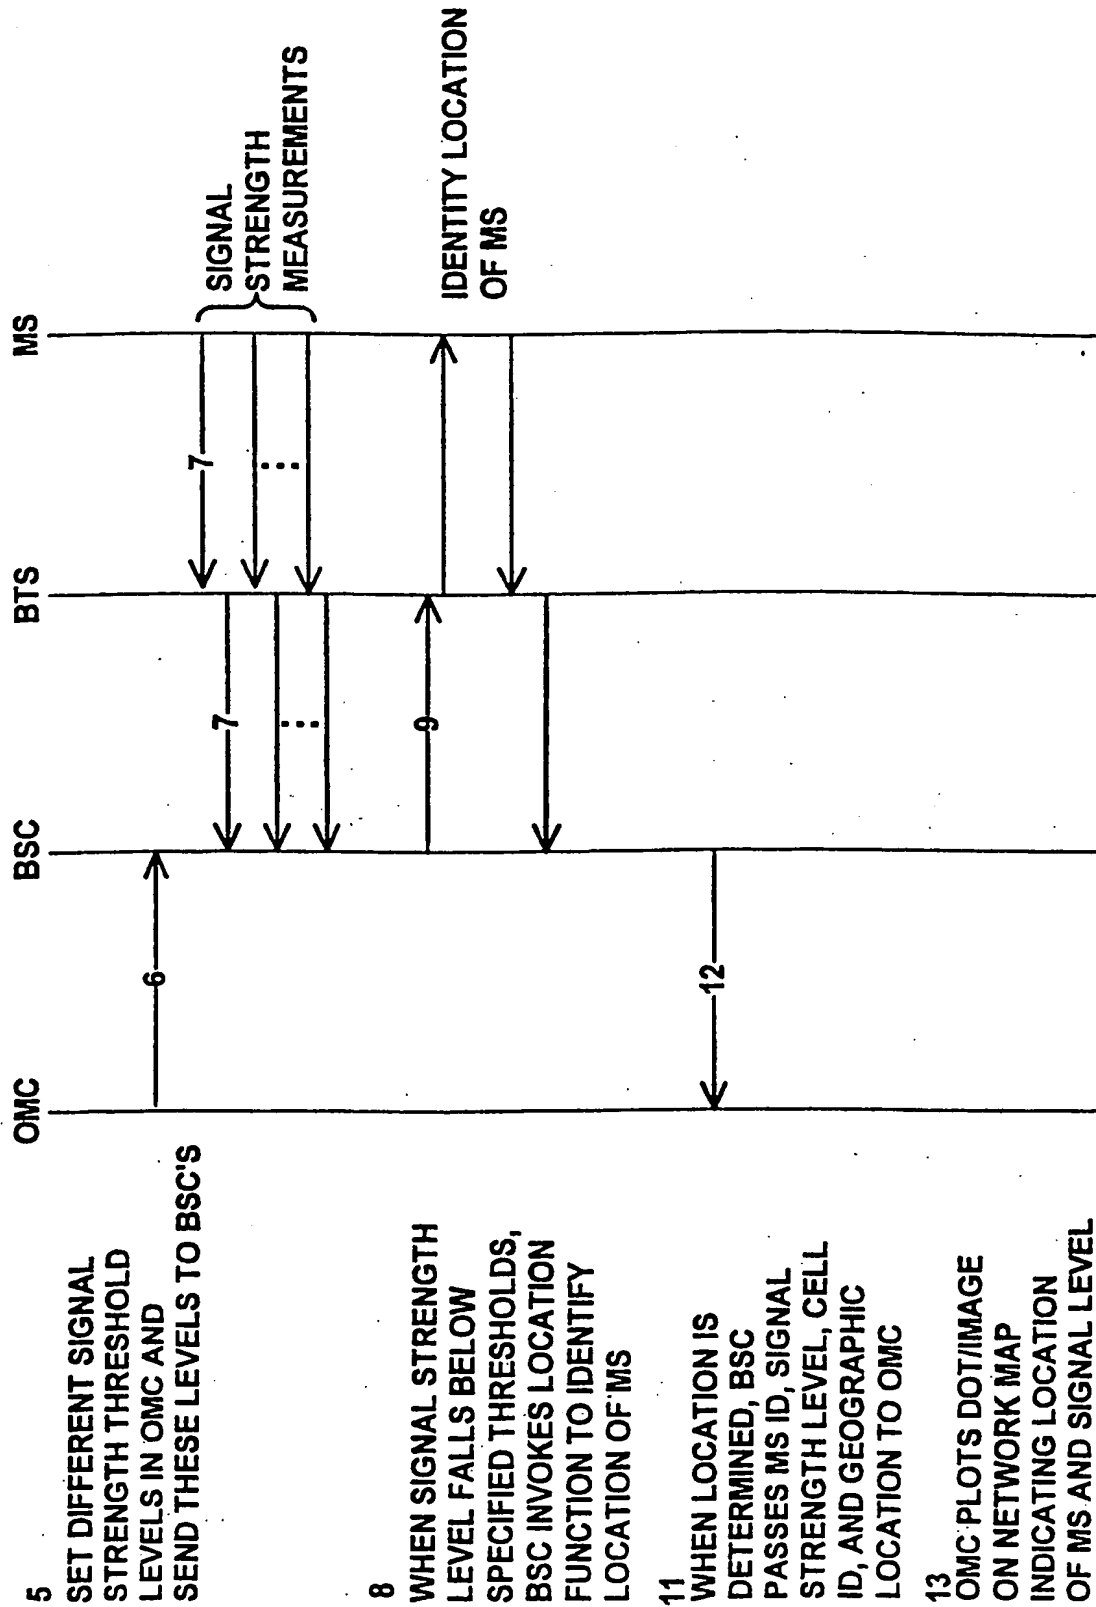 OMC
BSC
BTS
MS
5
SET DIFFERENT SIGNAL
STRENGTH THRESHOLD
LEVELS IN OMC AND
SEND THESE LEVELS TO BSC'S
6
7
7
SIGNAL
STRENGTH
MEASUREMENTS
8
WHEN SIGNAL STRENGTH
LEVEL FALLS BELOW
SPECIFIED THRESHOLDS,
BSC INVOKES LOCATION
FUNCTION TO IDENTIFY
LOCATION OF MS
9
IDENTITY LOCATION
OF MS
11
WHEN LOCATION IS
DETERMINED, BSC
PASSES MS ID, SIGNAL
STRENGTH LEVEL, CELL
ID, AND GEOGRAPHIC
LOCATION TO OMC
12
13
OMC PLOTS DOT/IMAGE
ON NETWORK MAP
INDICATING LOCATION
OF MS AND SIGNAL LEVEL